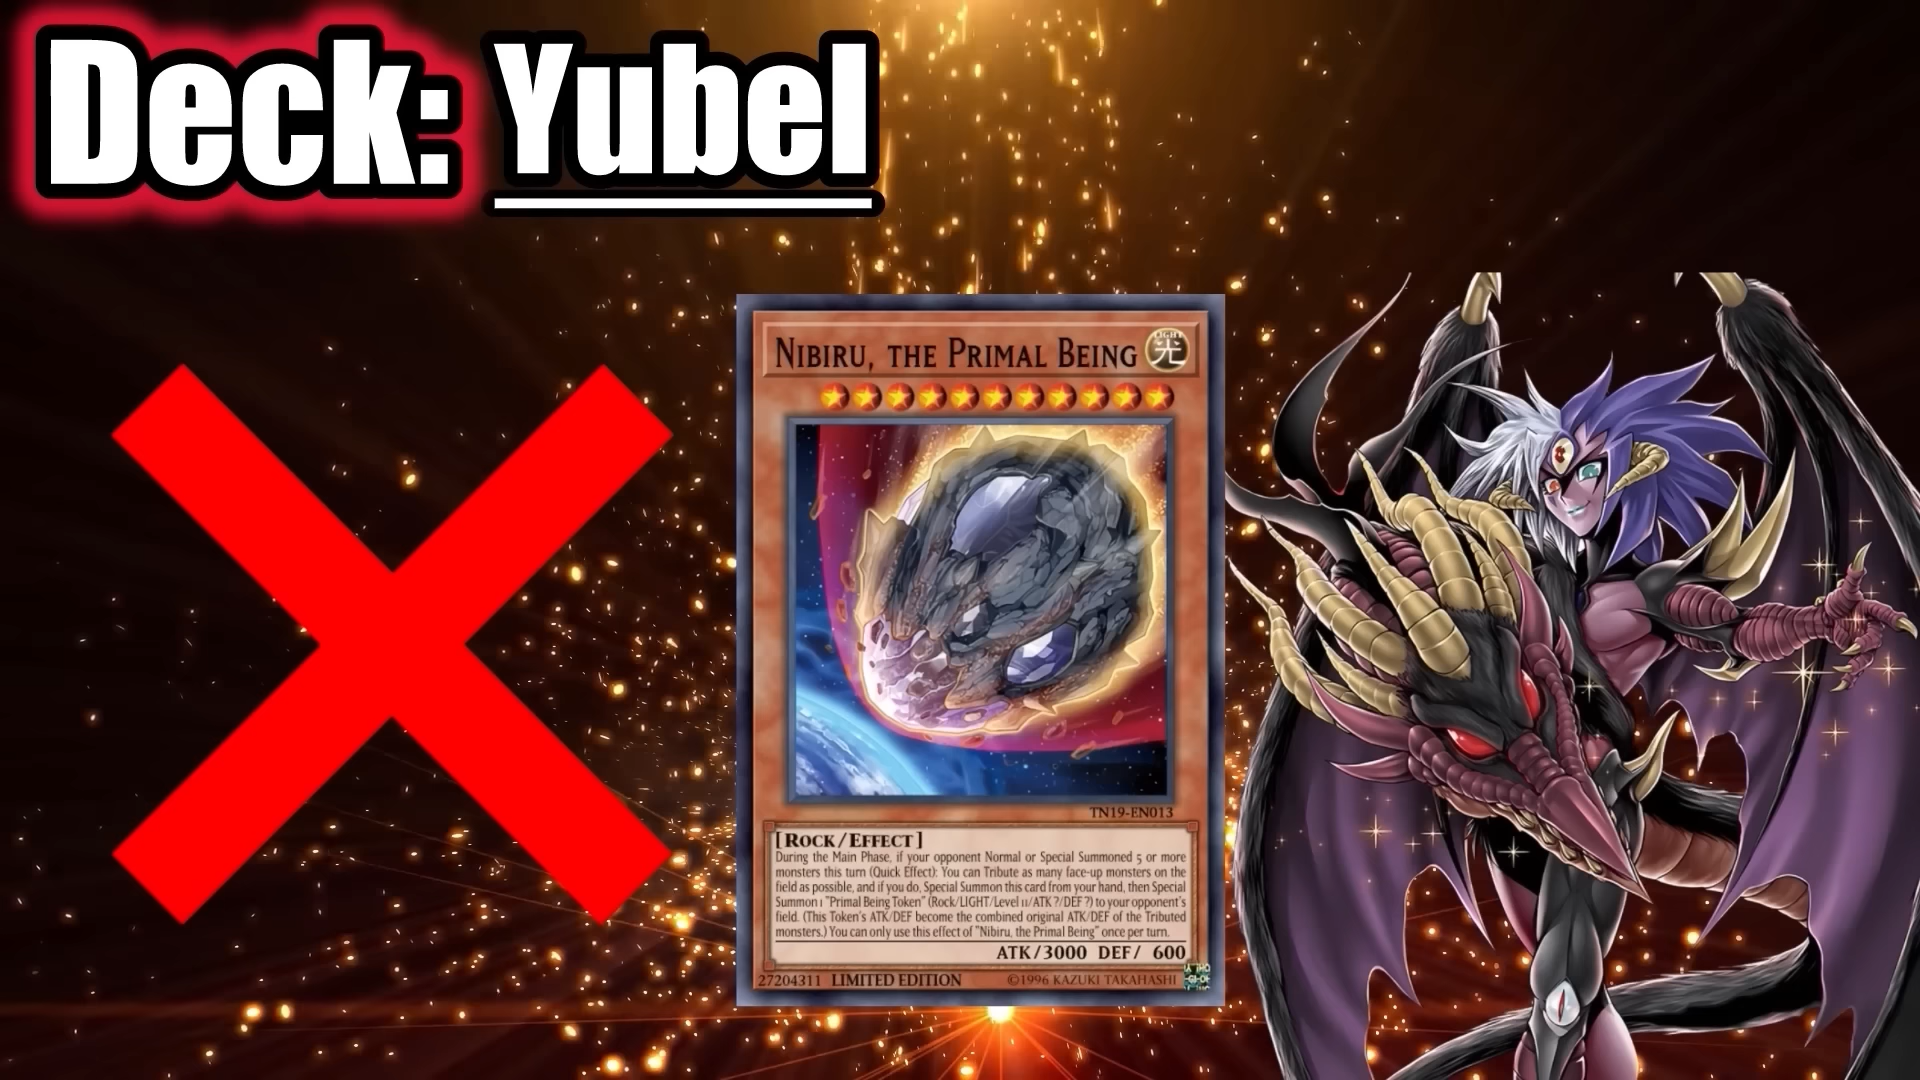 Deck: Yubel
NIBIRU, THE PRIMAL BEING
LIGHT
光
TN19-EN013
[ROCK/EFFECT]
During the Main Phase, if your opponent Normal or Special Summoned 5 or more
monsters this turn (Quick Effect): You can Tribute as many face-up monsters on the
field as possible, and if you do, Special Summon this card from your hand, then Special
Summon 1 "Primal Being Token" (Rock/LIGHT/Level 11/ATK ?/DEF ?) to your opponent's
field. (This Token's ATK/DEF become the combined original ATK/DEF of the Tributed
monsters.) You can only use this effect of "Nibiru, the Primal Being" once per turn.
ATK/3000 DEF/ 600
27204311 LIMITED EDITION ©1996 KAZUKI TAKAHASHI